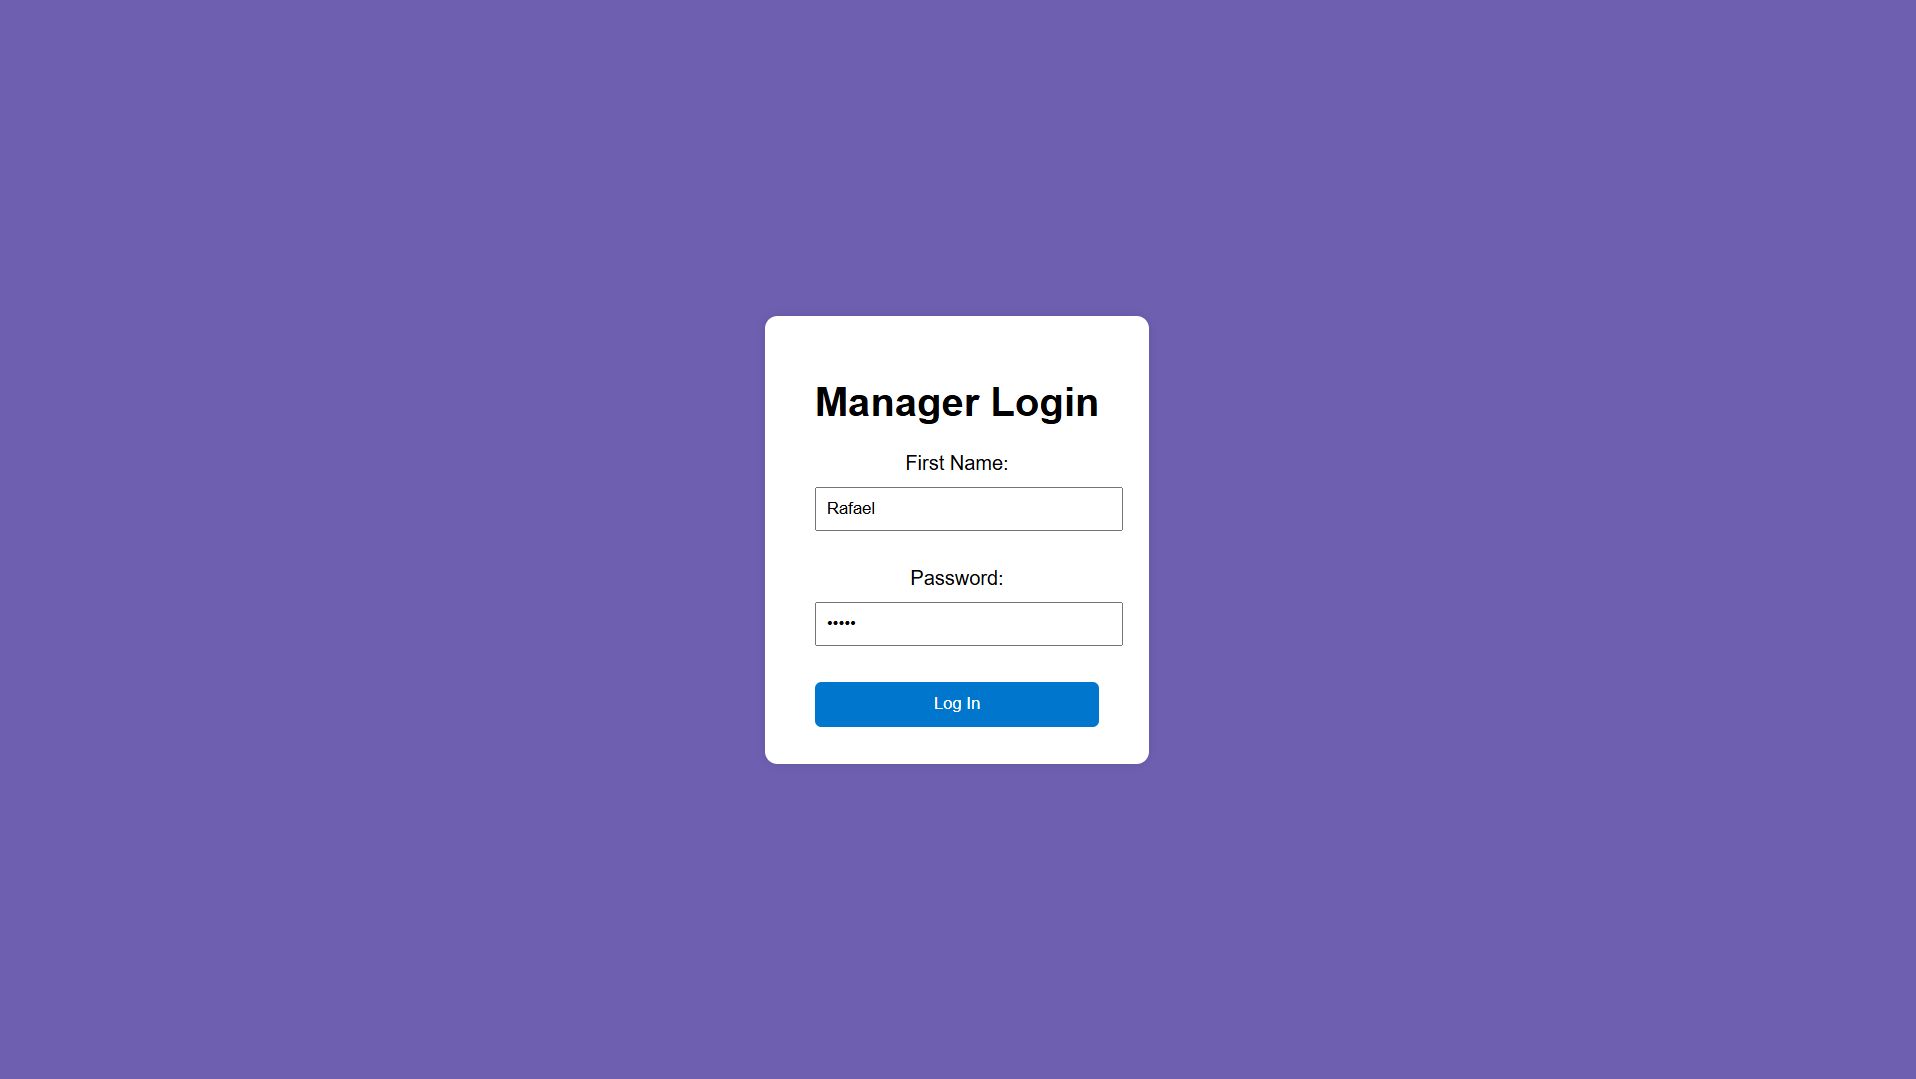 Manager Login
First Name:
Rafael
Password:
•••••
Log In